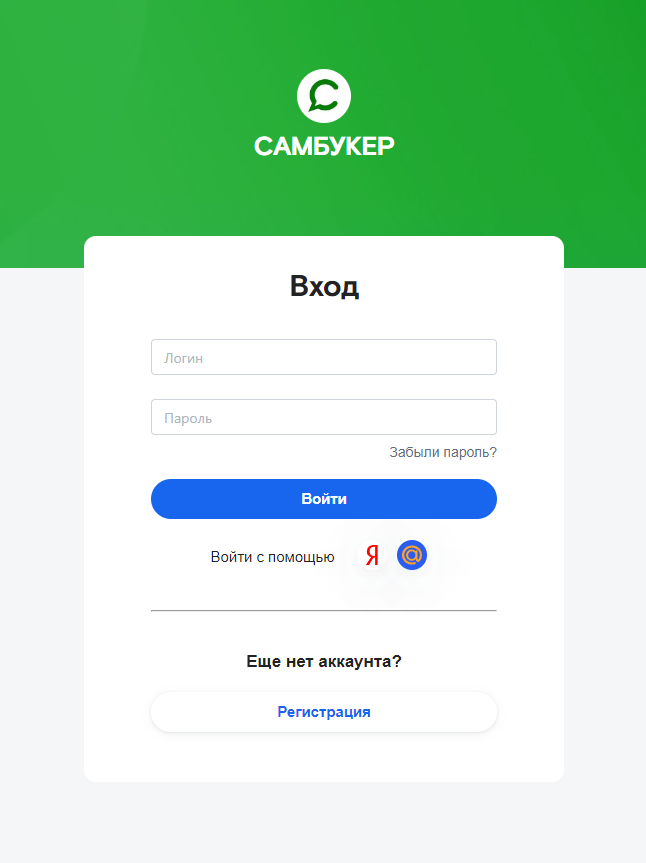 САМБУКЕР
Вход
Логин
Пароль
Забыли пароль?
Войти
Войти с помощью Я @
Еще нет аккаунта?
Регистрация